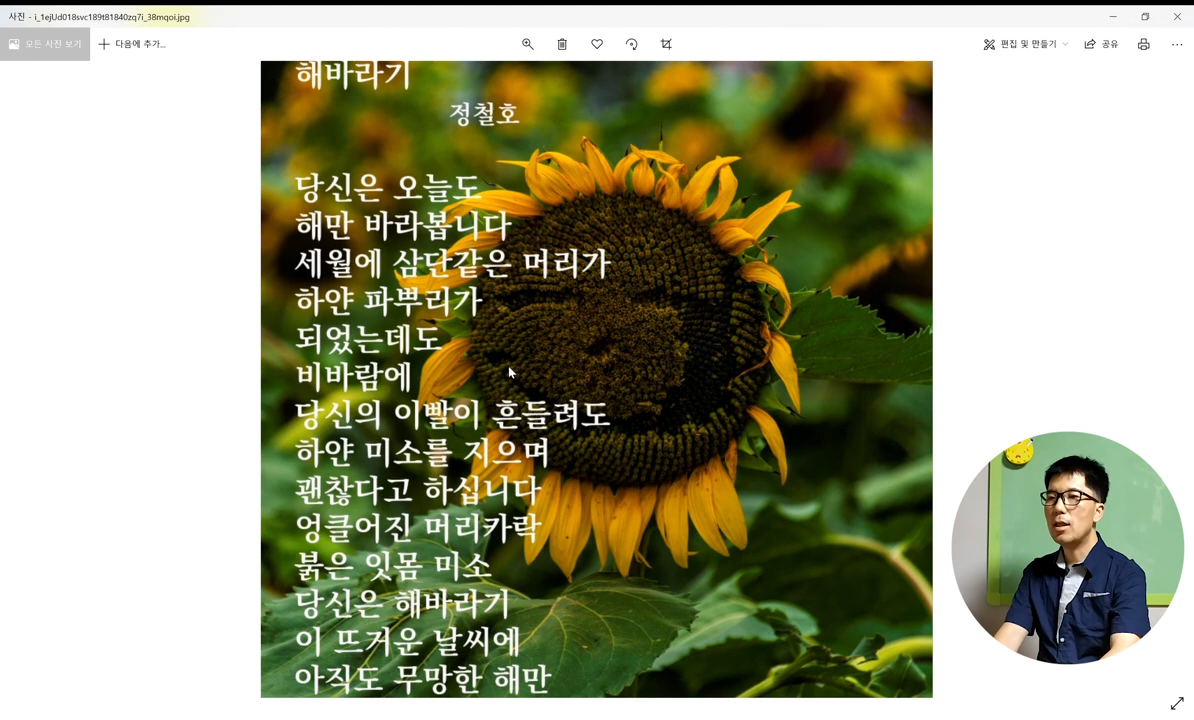 사진 - i_1ejUd018svc189t81840zq7i_38mqoi.jpg
모든 사진 보기
다음에 추가...
편집 및 만들기
공유
해바라기
정철호
당신은 오늘도
해만 바라봅니다
세월에 삼단같은 머리가
하얀 파뿌리가
되었는데도
비바람에
당신의 이빨이 흔들려도
하얀 미소를 지으며
괜찮다고 하십니다
엉클어진 머리카락
붉은 잇몸 미소
당신은 해바라기
이 뜨거운 날씨에
아직도 무망한 해만